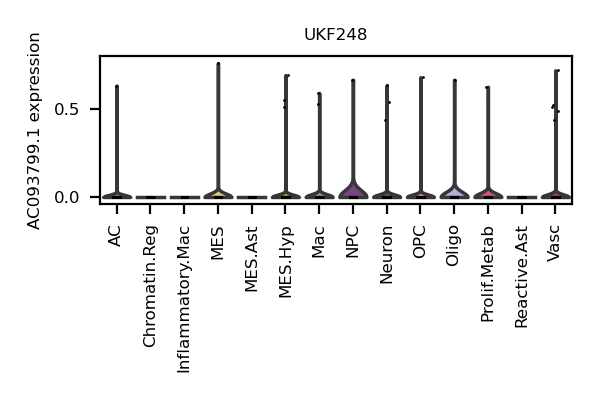 UKF248
AC093799.1 expression
0.5
0.0
AC
Chromatin.Reg
Inflammatory.Mac
MES
MES.Ast
MES.Hyp
Mac
NPC
Neuron
OPC
Oligo
Prolif.Metab
Reactive.Ast
Vasc